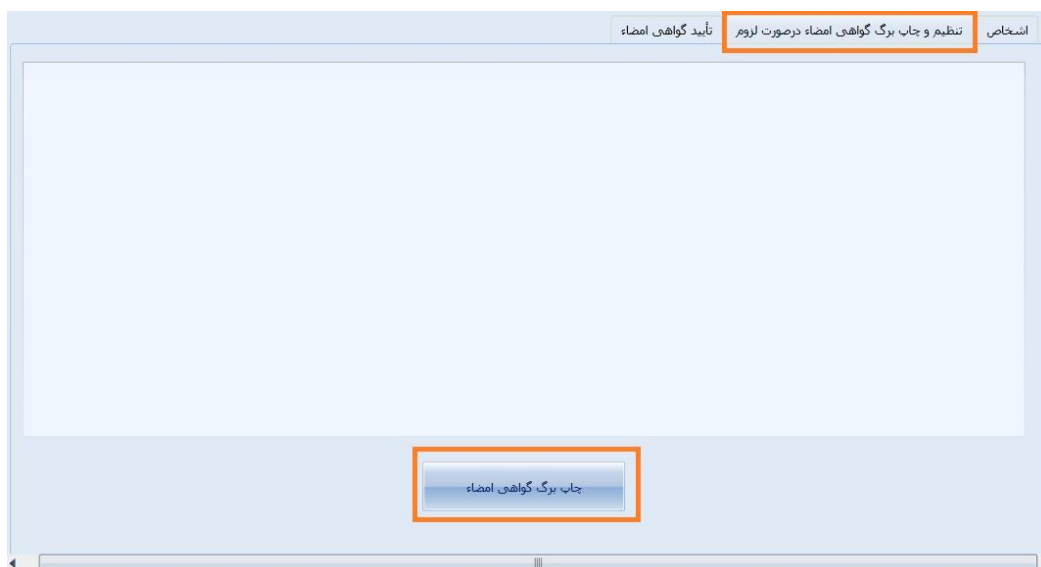 اشخاص
تنظیم و چاپ برگ گواهی امضاء درصورت لزوم
تأیید گواهی امضاء
چاپ برگ گواهی امضاء